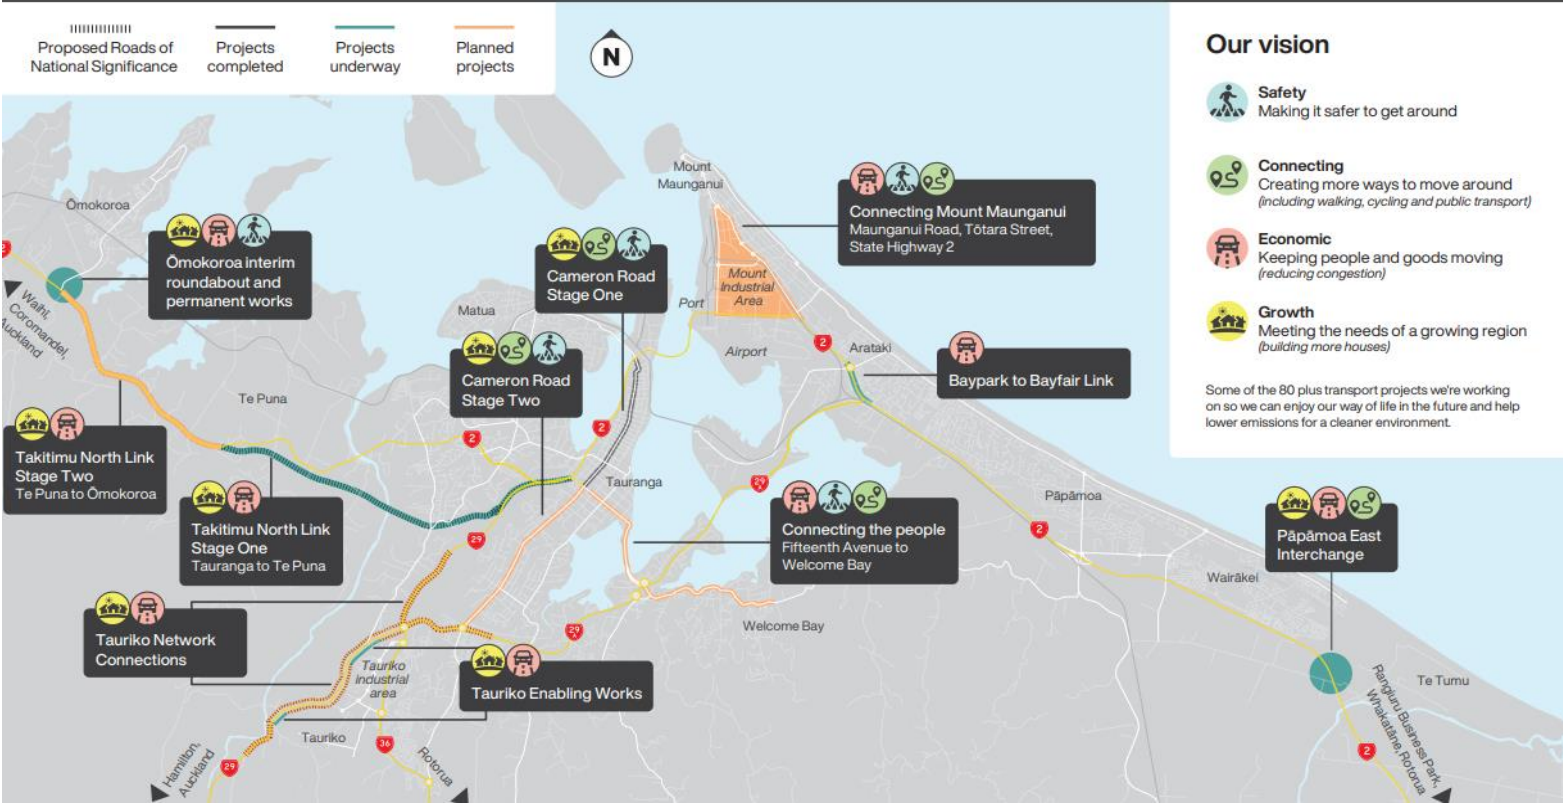 Proposed Roads of
National Significance
Projects
completed
Projects
underway
Planned
projects
N
Our vision
Safety
Making it safer to get around
Connecting
Creating more ways to move around
(including walking, cycling and public transport)
Economic
Keeping people and goods moving
(reducing congestion)
Growth
Meeting the needs of a growing region
(building more houses)
Some of the 80 plus transport projects we're working
on so we can enjoy our way of life in the future and help
lower emissions for a cleaner environment.
Mount
Maunganui
Ōmokoroa
Connecting Mount Maunganui
Maunganui Road, Tōtara Street,
State Highway 2
2
Ōmokoroa interim
roundabout and
permanent works
Cameron Road
Stage One
Mount
Industrial
Area
Waihī,
Coromandel,
Auckland
Matua
Port
2
Arataki
Airport
Baypark to Bayfair Link
Cameron Road
Stage Two
Te Puna
2
2
Takitimu North Link
Stage Two
Te Puna to Ōmokoroa
Tauranga
29A
Pāpāmoa
Takitimu North Link
Stage One
Tauranga to Te Puna
29
Connecting the people
Fifteenth Avenue to
Welcome Bay
2
Pāpāmoa East
Interchange
Wairākei
Tauriko Network
Connections
29A
Welcome Bay
Tauriko
industrial
area
Tauriko Enabling Works
Te Tumu
Rangiuru Business Park,
Whakatāne, Rotorua
Tauriko
36
2
Hamilton,
Auckland
29
Rotorua